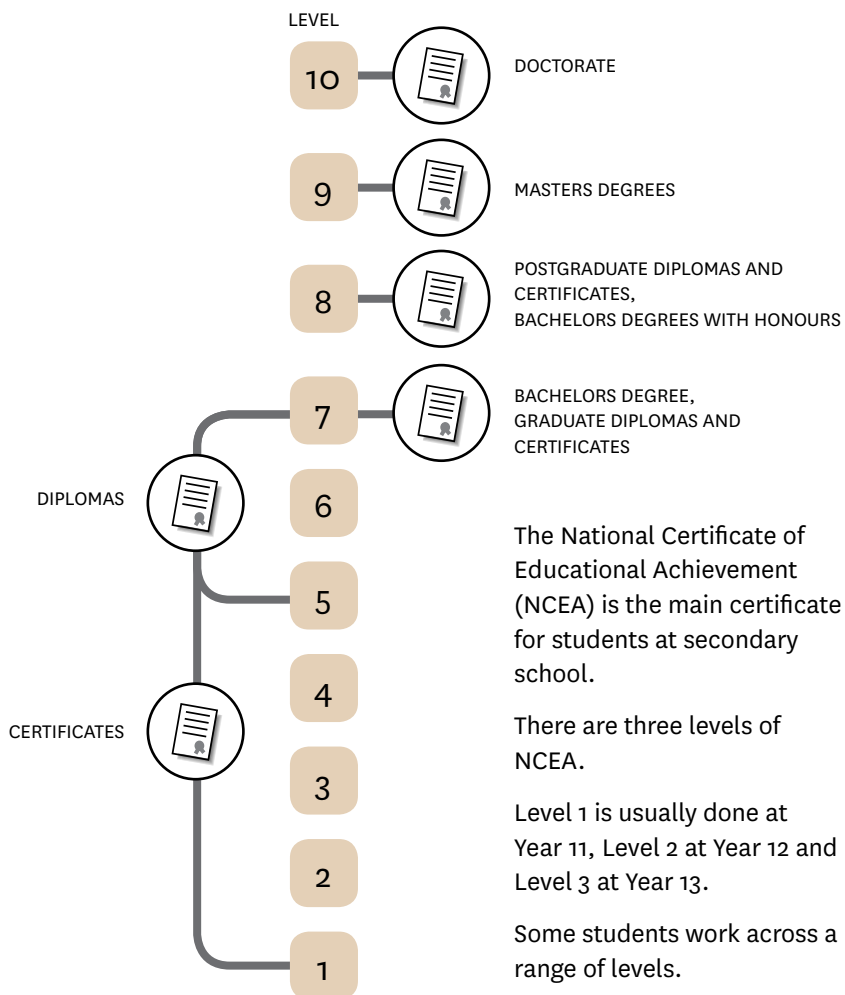 LEVEL
10
DOCTORATE
9
MASTERS DEGREES
8
POSTGRADUATE DIPLOMAS AND
CERTIFICATES,
BACHELORS DEGREES WITH HONOURS
7
BACHELORS DEGREE,
GRADUATE DIPLOMAS AND
CERTIFICATES
DIPLOMAS
6
5
4
CERTIFICATES
3
2
1
The National Certificate of
Educational Achievement
(NCEA) is the main certificate
for students at secondary
school.
There are three levels of
NCEA.
Level 1 is usually done at
Year 11, Level 2 at Year 12 and
Level 3 at Year 13.
Some students work across a
range of levels.